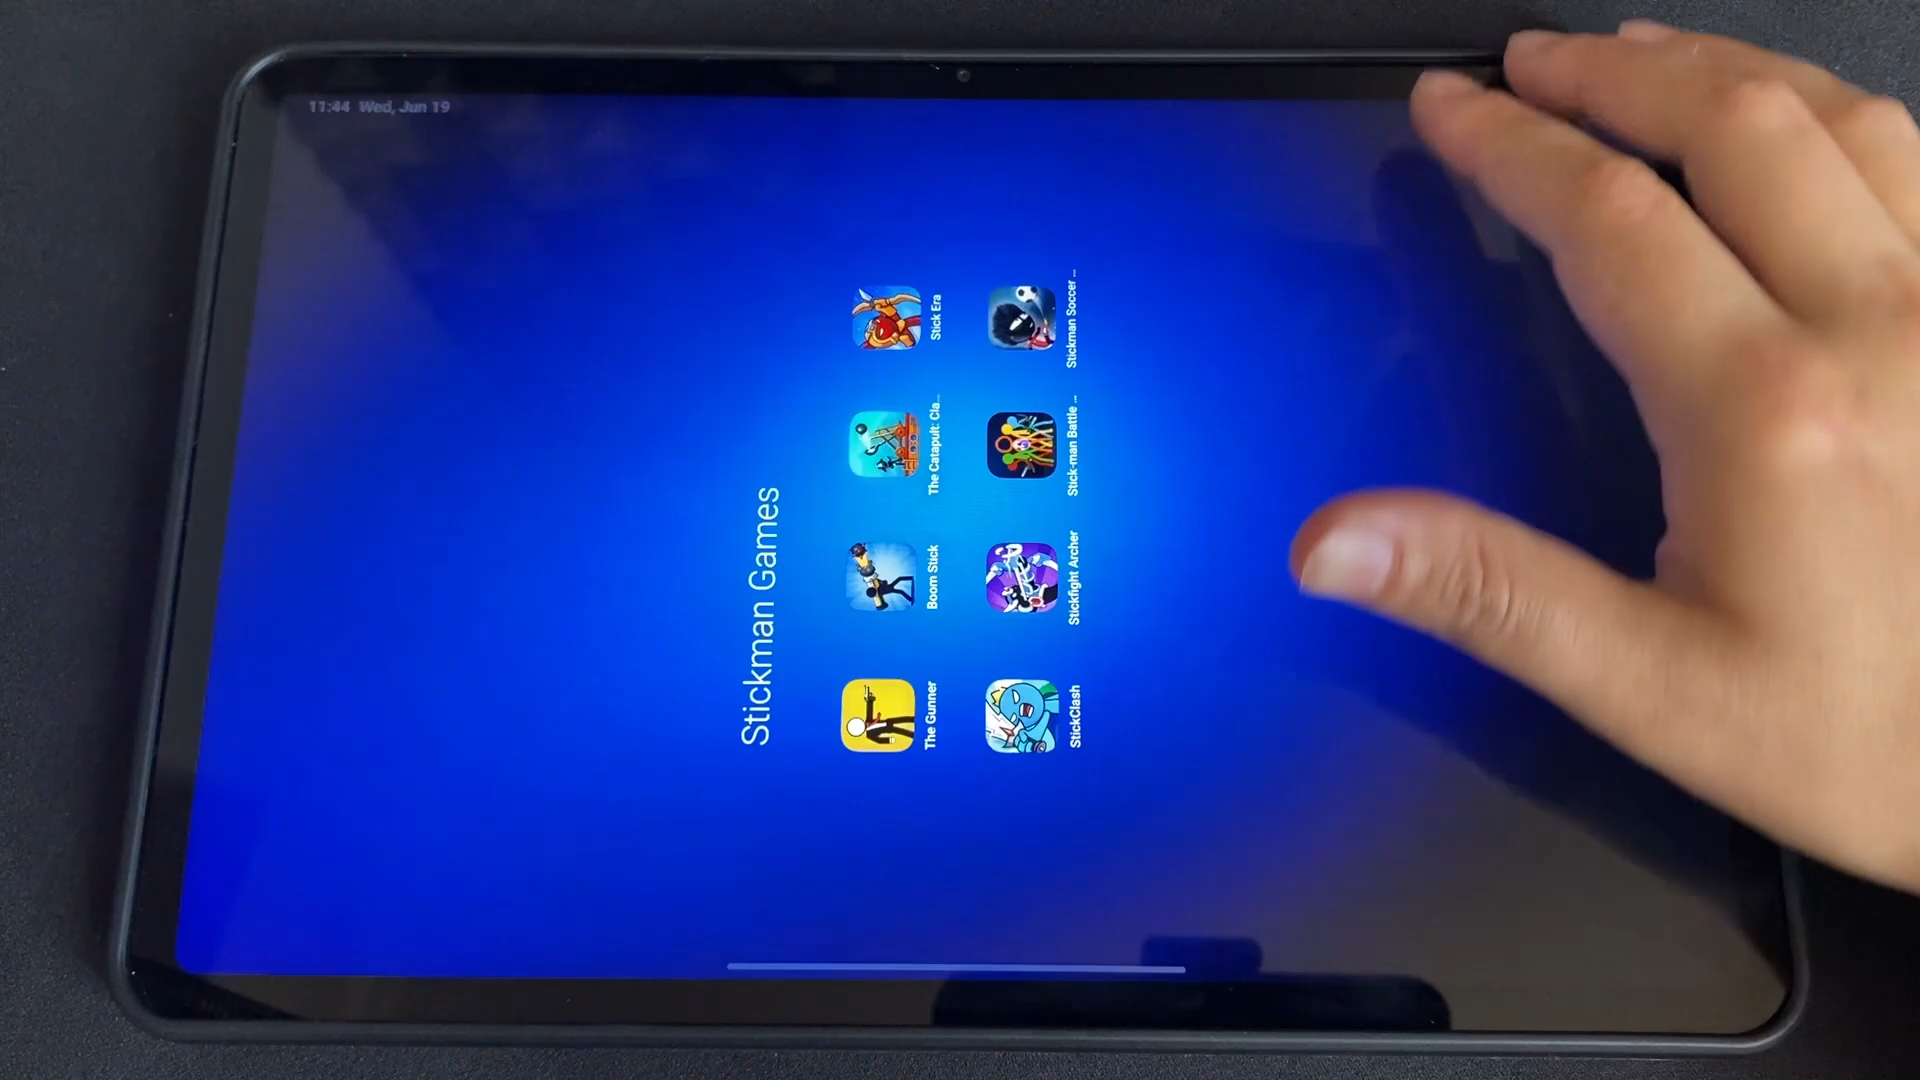 11:44 Wed, Jun 19
Stickman Games
The Gunner
Boom Stick
The Catapult: Cla...
Stick Era
StickClash
Stickfight Archer
Stick-man Battle ...
Stickman Soccer ...